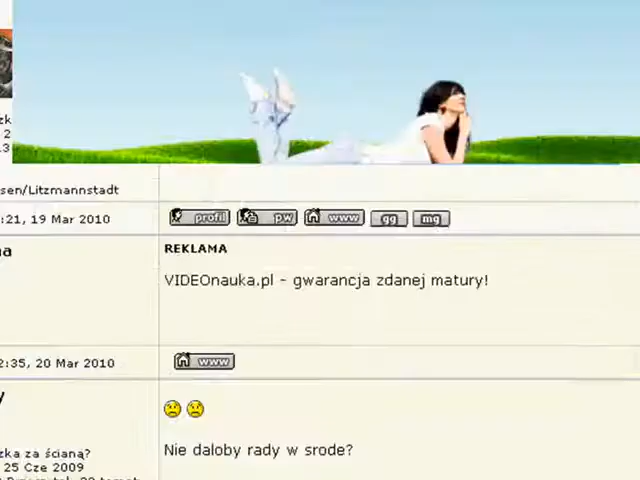 sen/Litzmannstadt
:21, 19 Mar 2010
profil pw www gg mg
REKLAMA
VIDEOnauka.pl - gwarancja zdanej matury!
2:35, 20 Mar 2010
www
Nie daloby rady w srode?
zka za ścianą?
25 Cze 2009